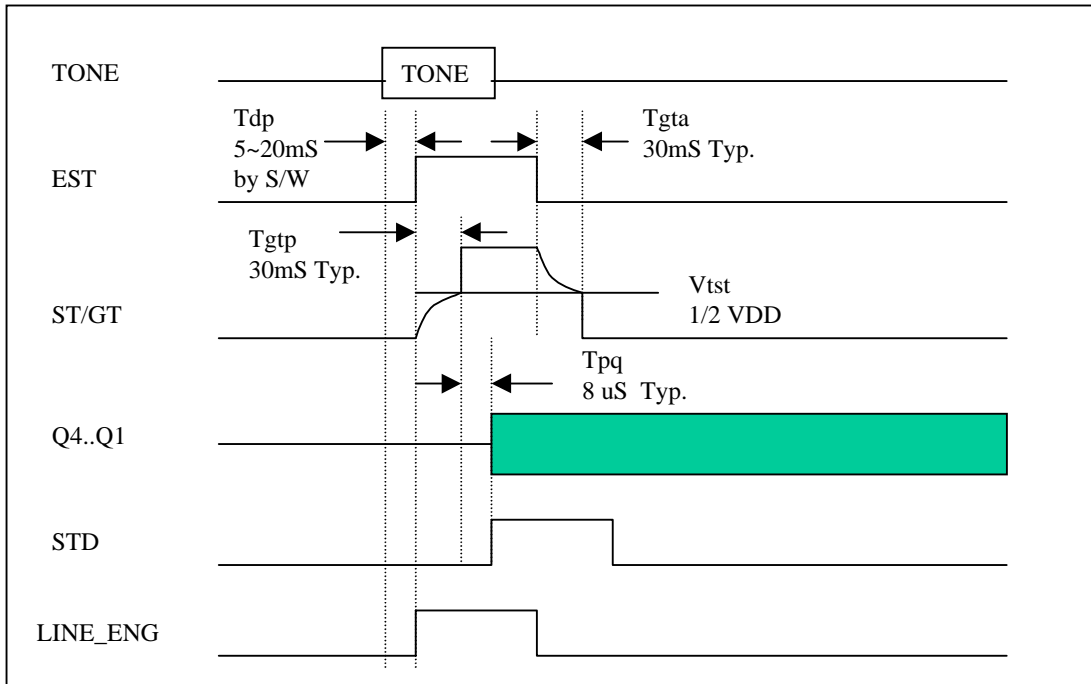 TONE
TONE
Tdp
5~20mS
by S/W
Tgta
30mS Typ.
EST
Tgtp
30mS Typ.
Vtst
1/2 VDD
ST/GT
Tpq
8 uS Typ.
Q4..Q1
STD
LINE_ENG